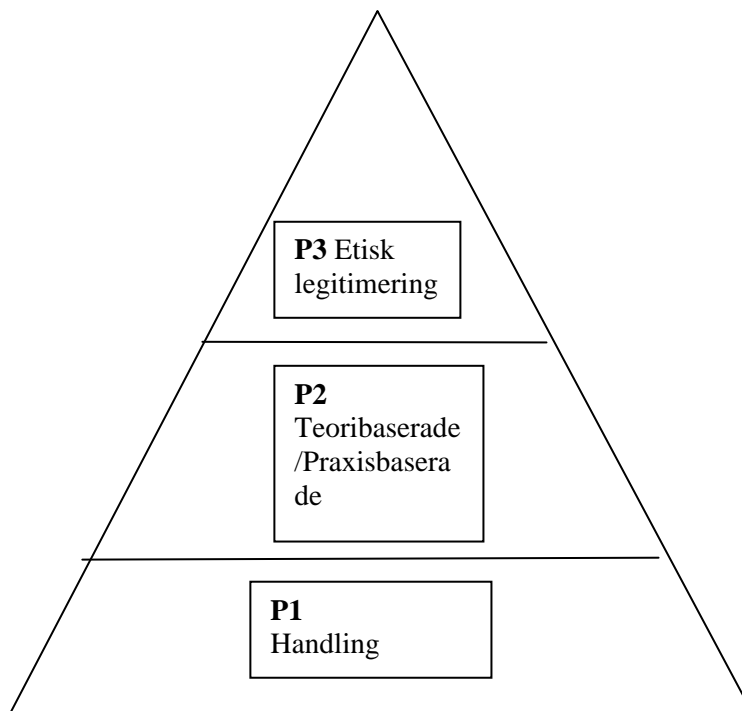 P3 Etisk
legitimering
P2
Teoribaserade
/Praxisbasera
de
P1
Handling